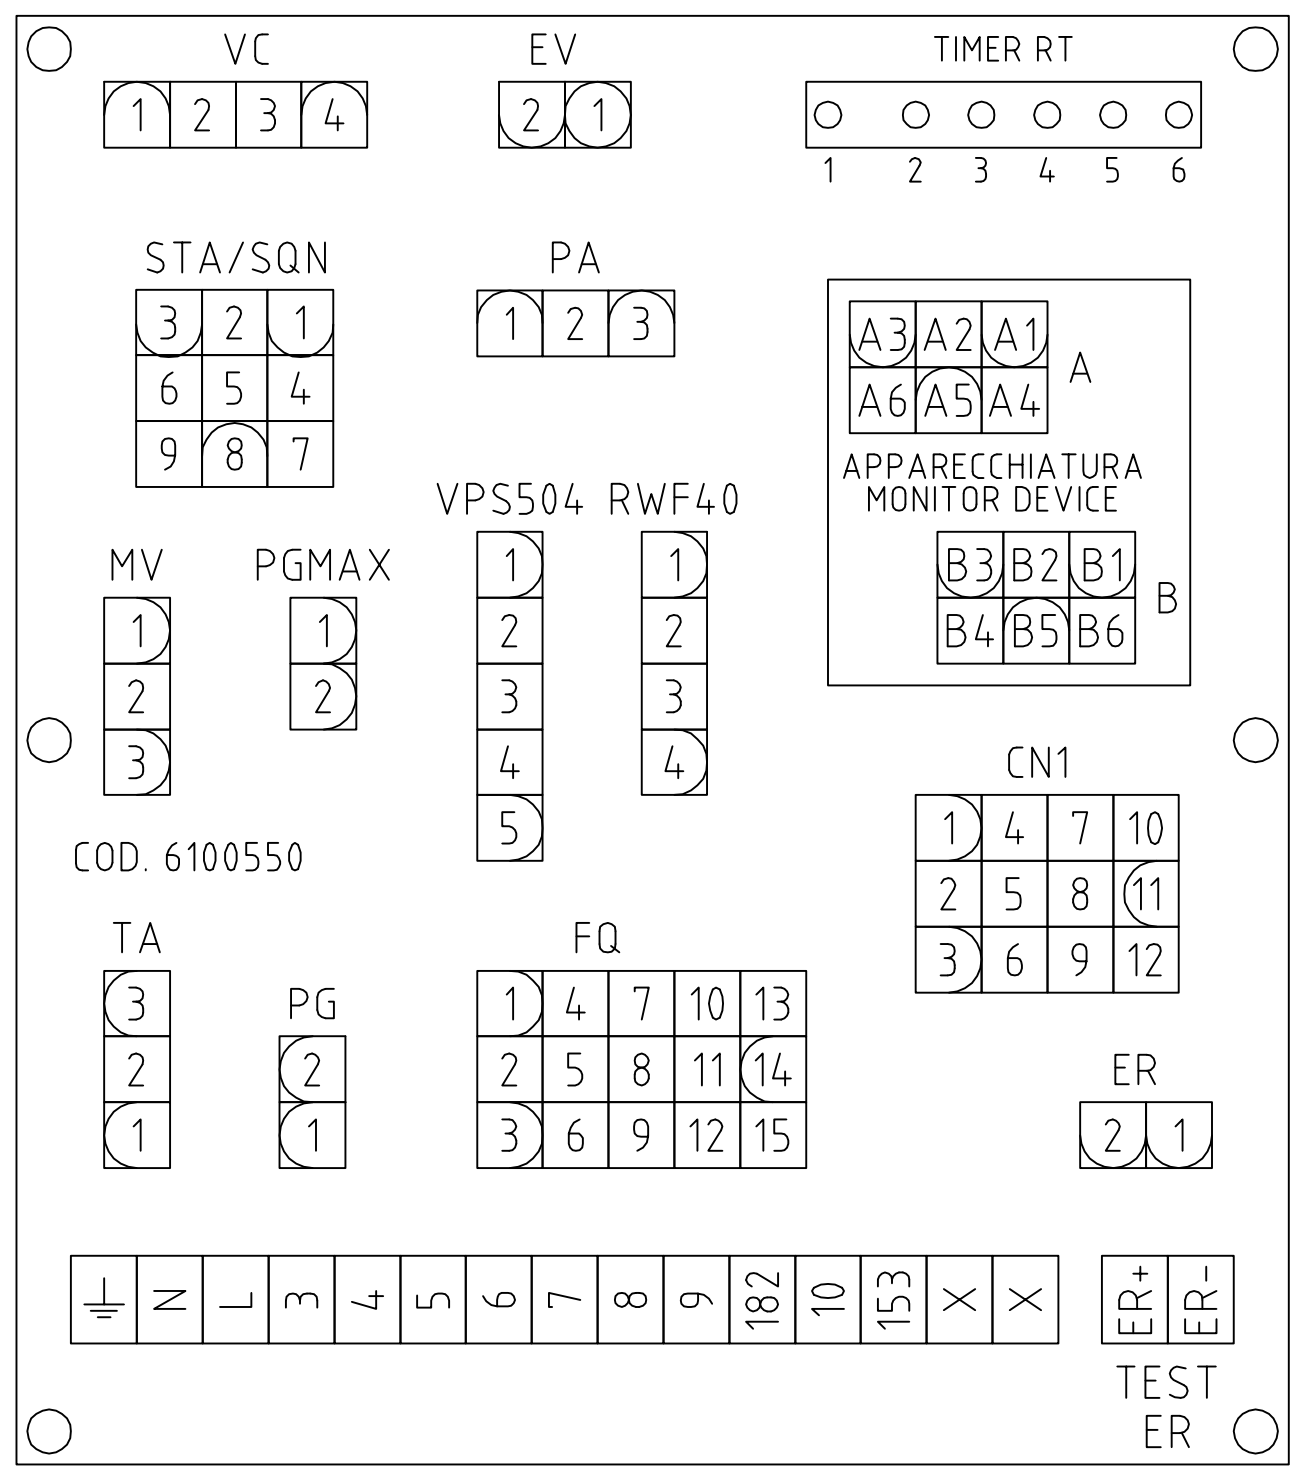 VC EV TIMER RT
1 2 3 4 2 1
1 2 3 4 5 6
STA/SQN PA
3 2 1 1 2 3
6 5 4
9 8 7
A3 A2 A1
A6 A5 A4
A
APPARECCHIATURA
MONITOR DEVICE
B3 B2 B1
B4 B5 B6
B
VPS504 RWF40
1 1
2 2
3 3
4 4
5
MV PGMAX
1 1
2 2
3
CN1
1 4 7 10
2 5 8 11
3 6 9 12
COD. 6100550
TA FQ
3
2
1
PG
2
1
1 4 7 10 13
2 5 8 11 14
3 6 9 12 15
ER
2 1
N L 3 4 5 6 7 8 9 182 10 153 X X ER+ ER-
TEST
ER